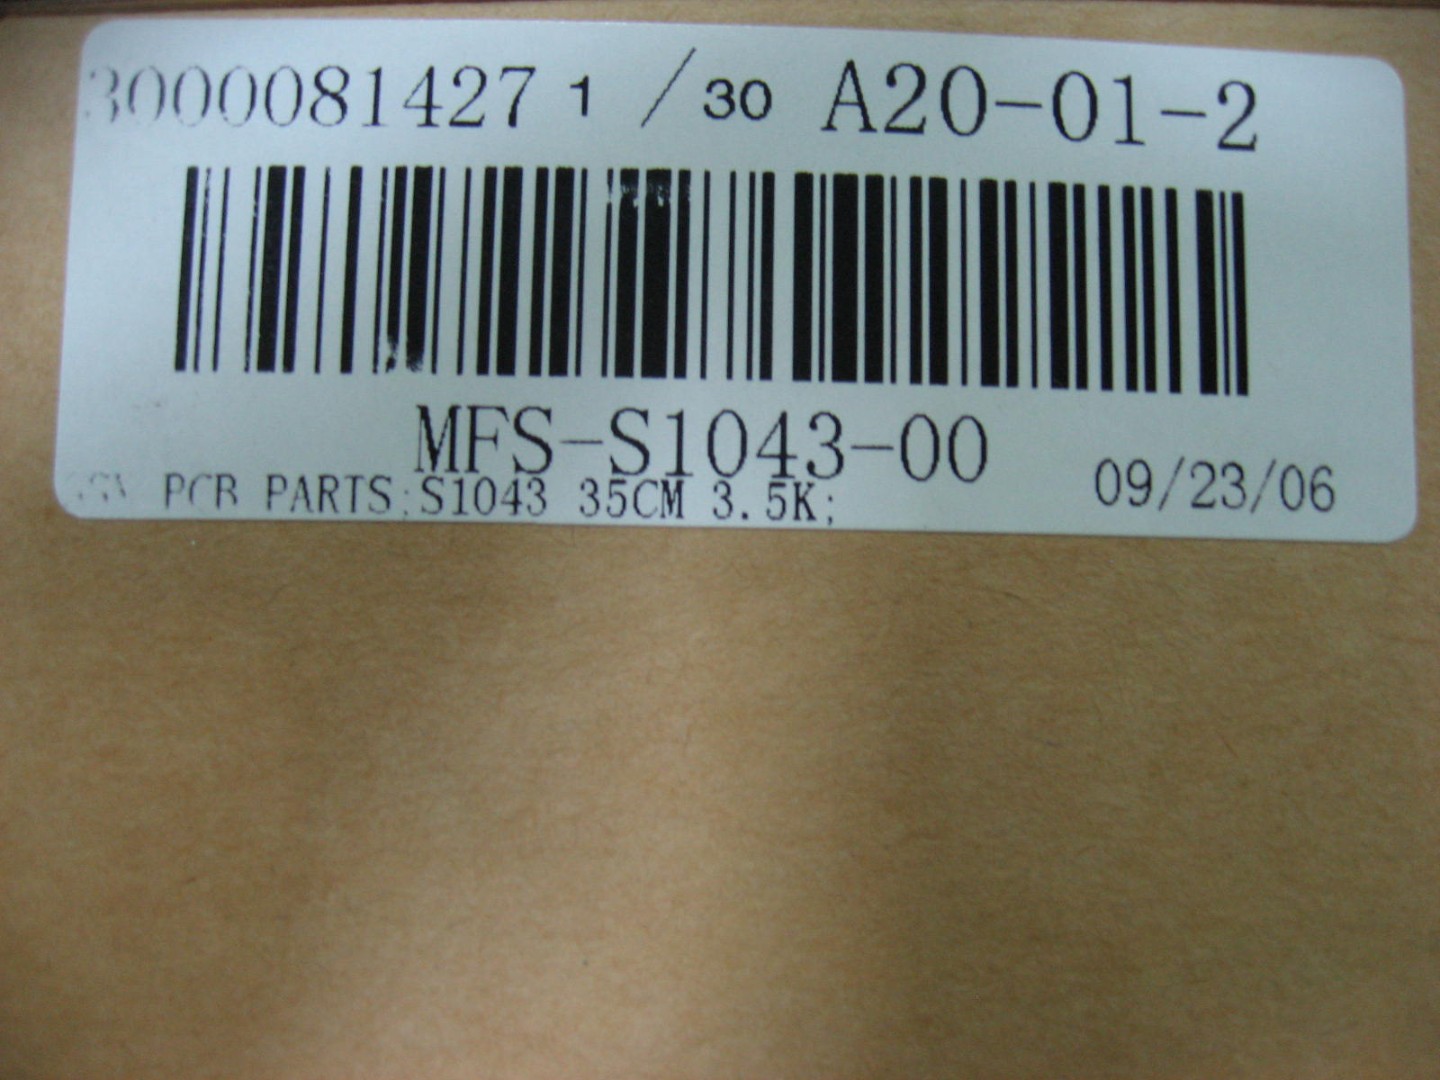 3000081427 1 / 30 A20-01-2
MFS-S1043-00
PCB PARTS;S1043 35CM 3.5K; 09/23/06